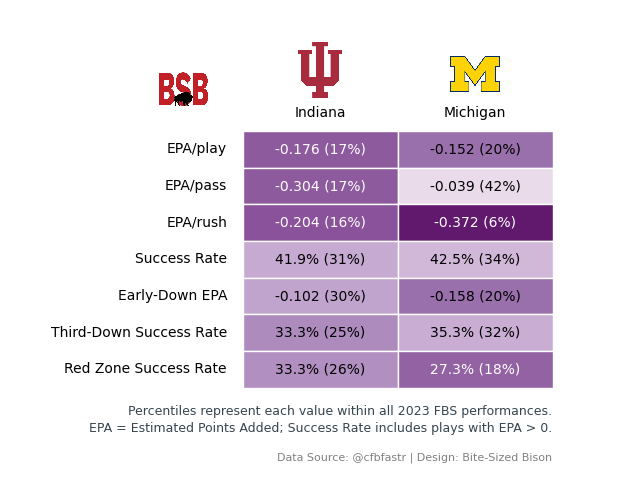 BSB
Indiana Michigan
EPA/play -0.176 (17%) -0.152 (20%)
EPA/pass -0.304 (17%) -0.039 (42%)
EPA/rush -0.204 (16%) -0.372 (6%)
Success Rate 41.9% (31%) 42.5% (34%)
Early-Down EPA -0.102 (30%) -0.158 (20%)
Third-Down Success Rate 33.3% (25%) 35.3% (32%)
Red Zone Success Rate 33.3% (26%) 27.3% (18%)
Percentiles represent each value within all 2023 FBS performances.
EPA = Estimated Points Added; Success Rate includes plays with EPA > 0.
Data Source: @cfbfastr | Design: Bite-Sized Bison